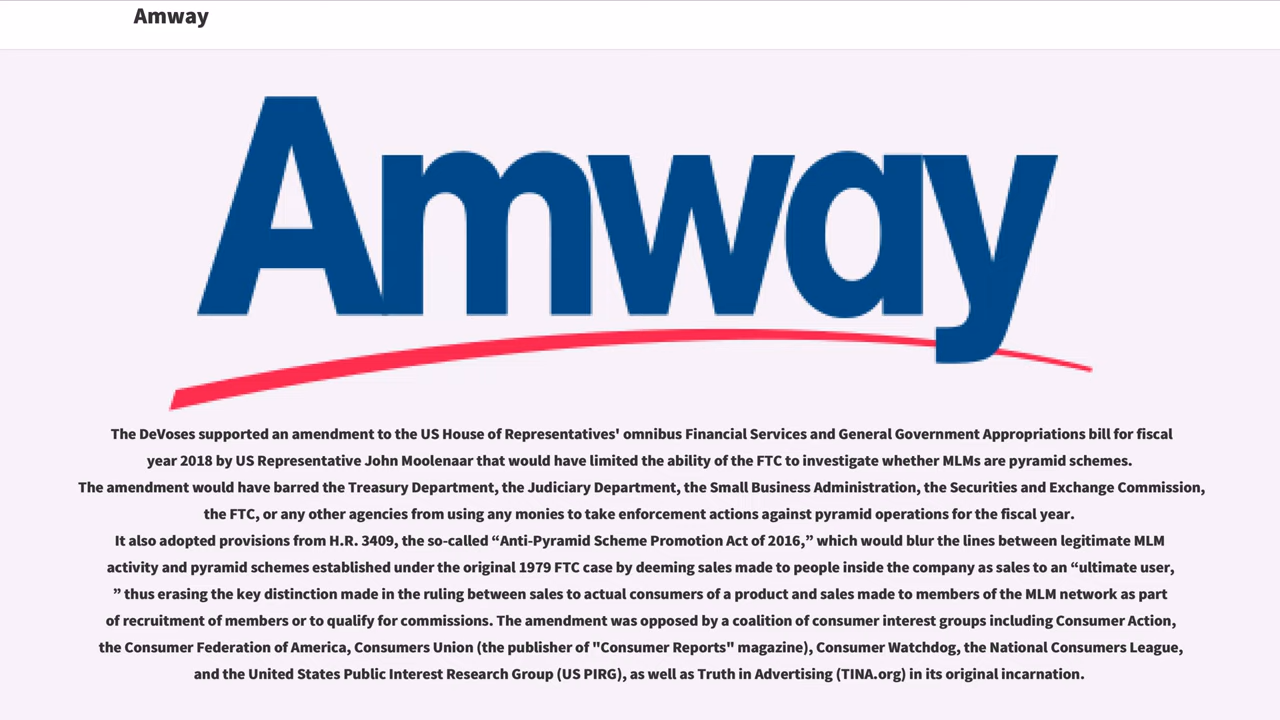 Amway
Amway
The DeVoses supported an amendment to the US House of Representatives' omnibus Financial Services and General Government Appropriations bill for fiscal
year 2018 by US Representative John Moolenaar that would have limited the ability of the FTC to investigate whether MLMs are pyramid schemes.
The amendment would have barred the Treasury Department, the Judiciary Department, the Small Business Administration, the Securities and Exchange Commission,
the FTC, or any other agencies from using any monies to take enforcement actions against pyramid operations for the fiscal year.
It also adopted provisions from H.R. 3409, the so-called “Anti-Pyramid Scheme Promotion Act of 2016,” which would blur the lines between legitimate MLM
activity and pyramid schemes established under the original 1979 FTC case by deeming sales made to people inside the company as sales to an “ultimate user,
” thus erasing the key distinction made in the ruling between sales to actual consumers of a product and sales made to members of the MLM network as part
of recruitment of members or to qualify for commissions. The amendment was opposed by a coalition of consumer interest groups including Consumer Action,
the Consumer Federation of America, Consumers Union (the publisher of "Consumer Reports" magazine), Consumer Watchdog, the National Consumers League,
and the United States Public Interest Research Group (US PIRG), as well as Truth in Advertising (TINA.org) in its original incarnation.